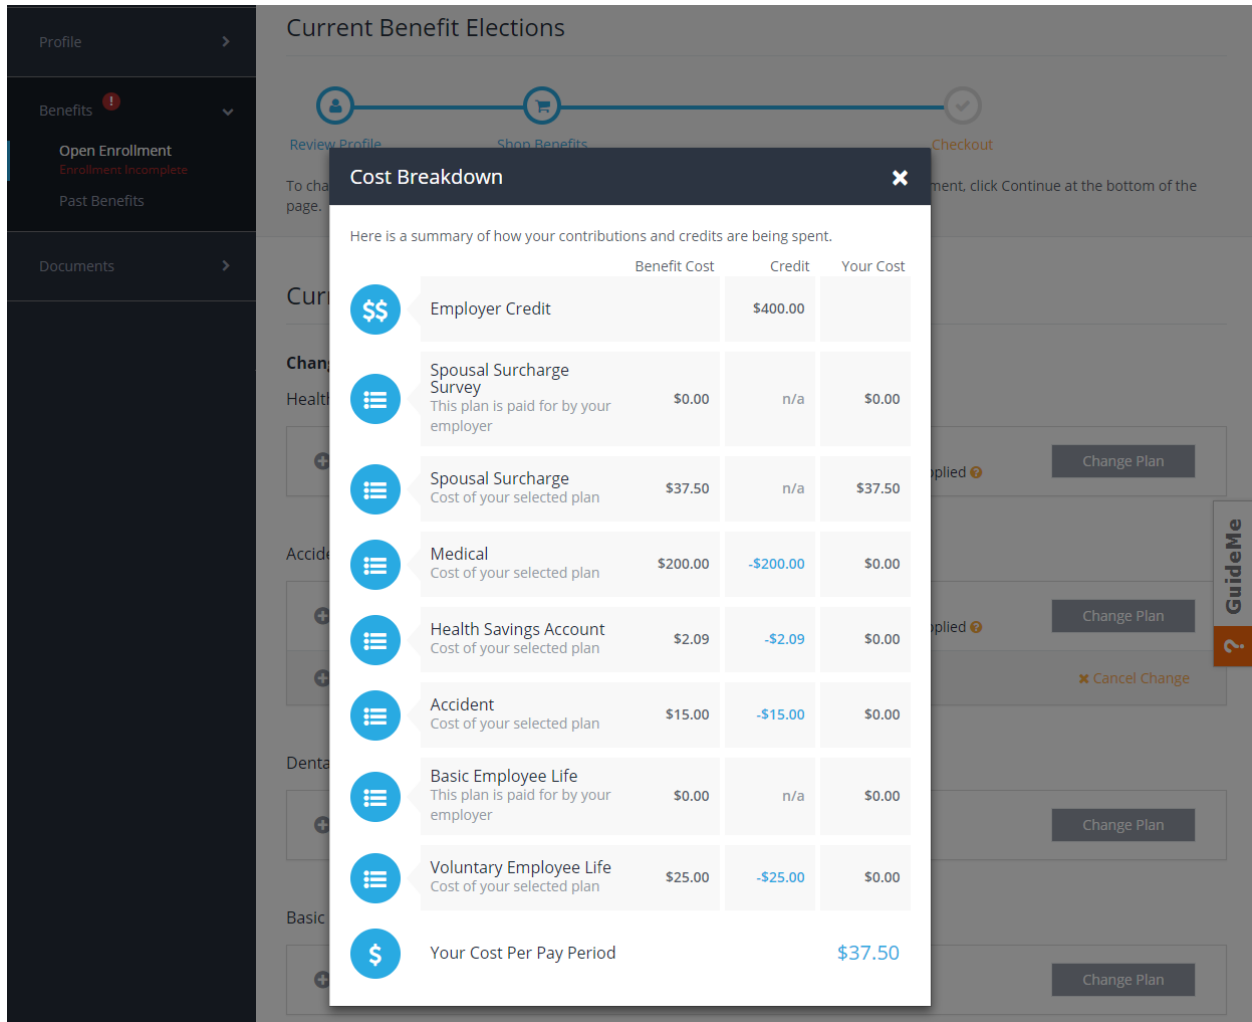 Profile
Benefits !
Open Enrollment
Enrollment Incomplete
Past Benefits
Documents
Current Benefit Elections
Review Profile
Shop Benefits
Checkout
To cha
ment, click Continue at the bottom of the
page.
Curr
Chan
Healt
pplied
Change Plan
Accide
Change Plan
pplied
Cancel Change
Denta
Change Plan
Basic
Change Plan
GuideMe
?
Cost Breakdown
Here is a summary of how your contributions and credits are being spent.
Benefit Cost Credit Your Cost
$$ Employer Credit $400.00
Spousal Surcharge
Survey
This plan is paid for by your
employer
$0.00 n/a $0.00
Spousal Surcharge
Cost of your selected plan
$37.50 n/a $37.50
Medical
Cost of your selected plan
$200.00 -$200.00 $0.00
Health Savings Account
Cost of your selected plan
$2.09 -$2.09 $0.00
Accident
Cost of your selected plan
$15.00 -$15.00 $0.00
Basic Employee Life
This plan is paid for by your
employer
$0.00 n/a $0.00
Voluntary Employee Life
Cost of your selected plan
$25.00 -$25.00 $0.00
$ Your Cost Per Pay Period $37.50